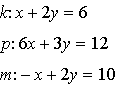 k: x + 2y = 6
p: 6x + 3y = 12
m: − x + 2y = 10